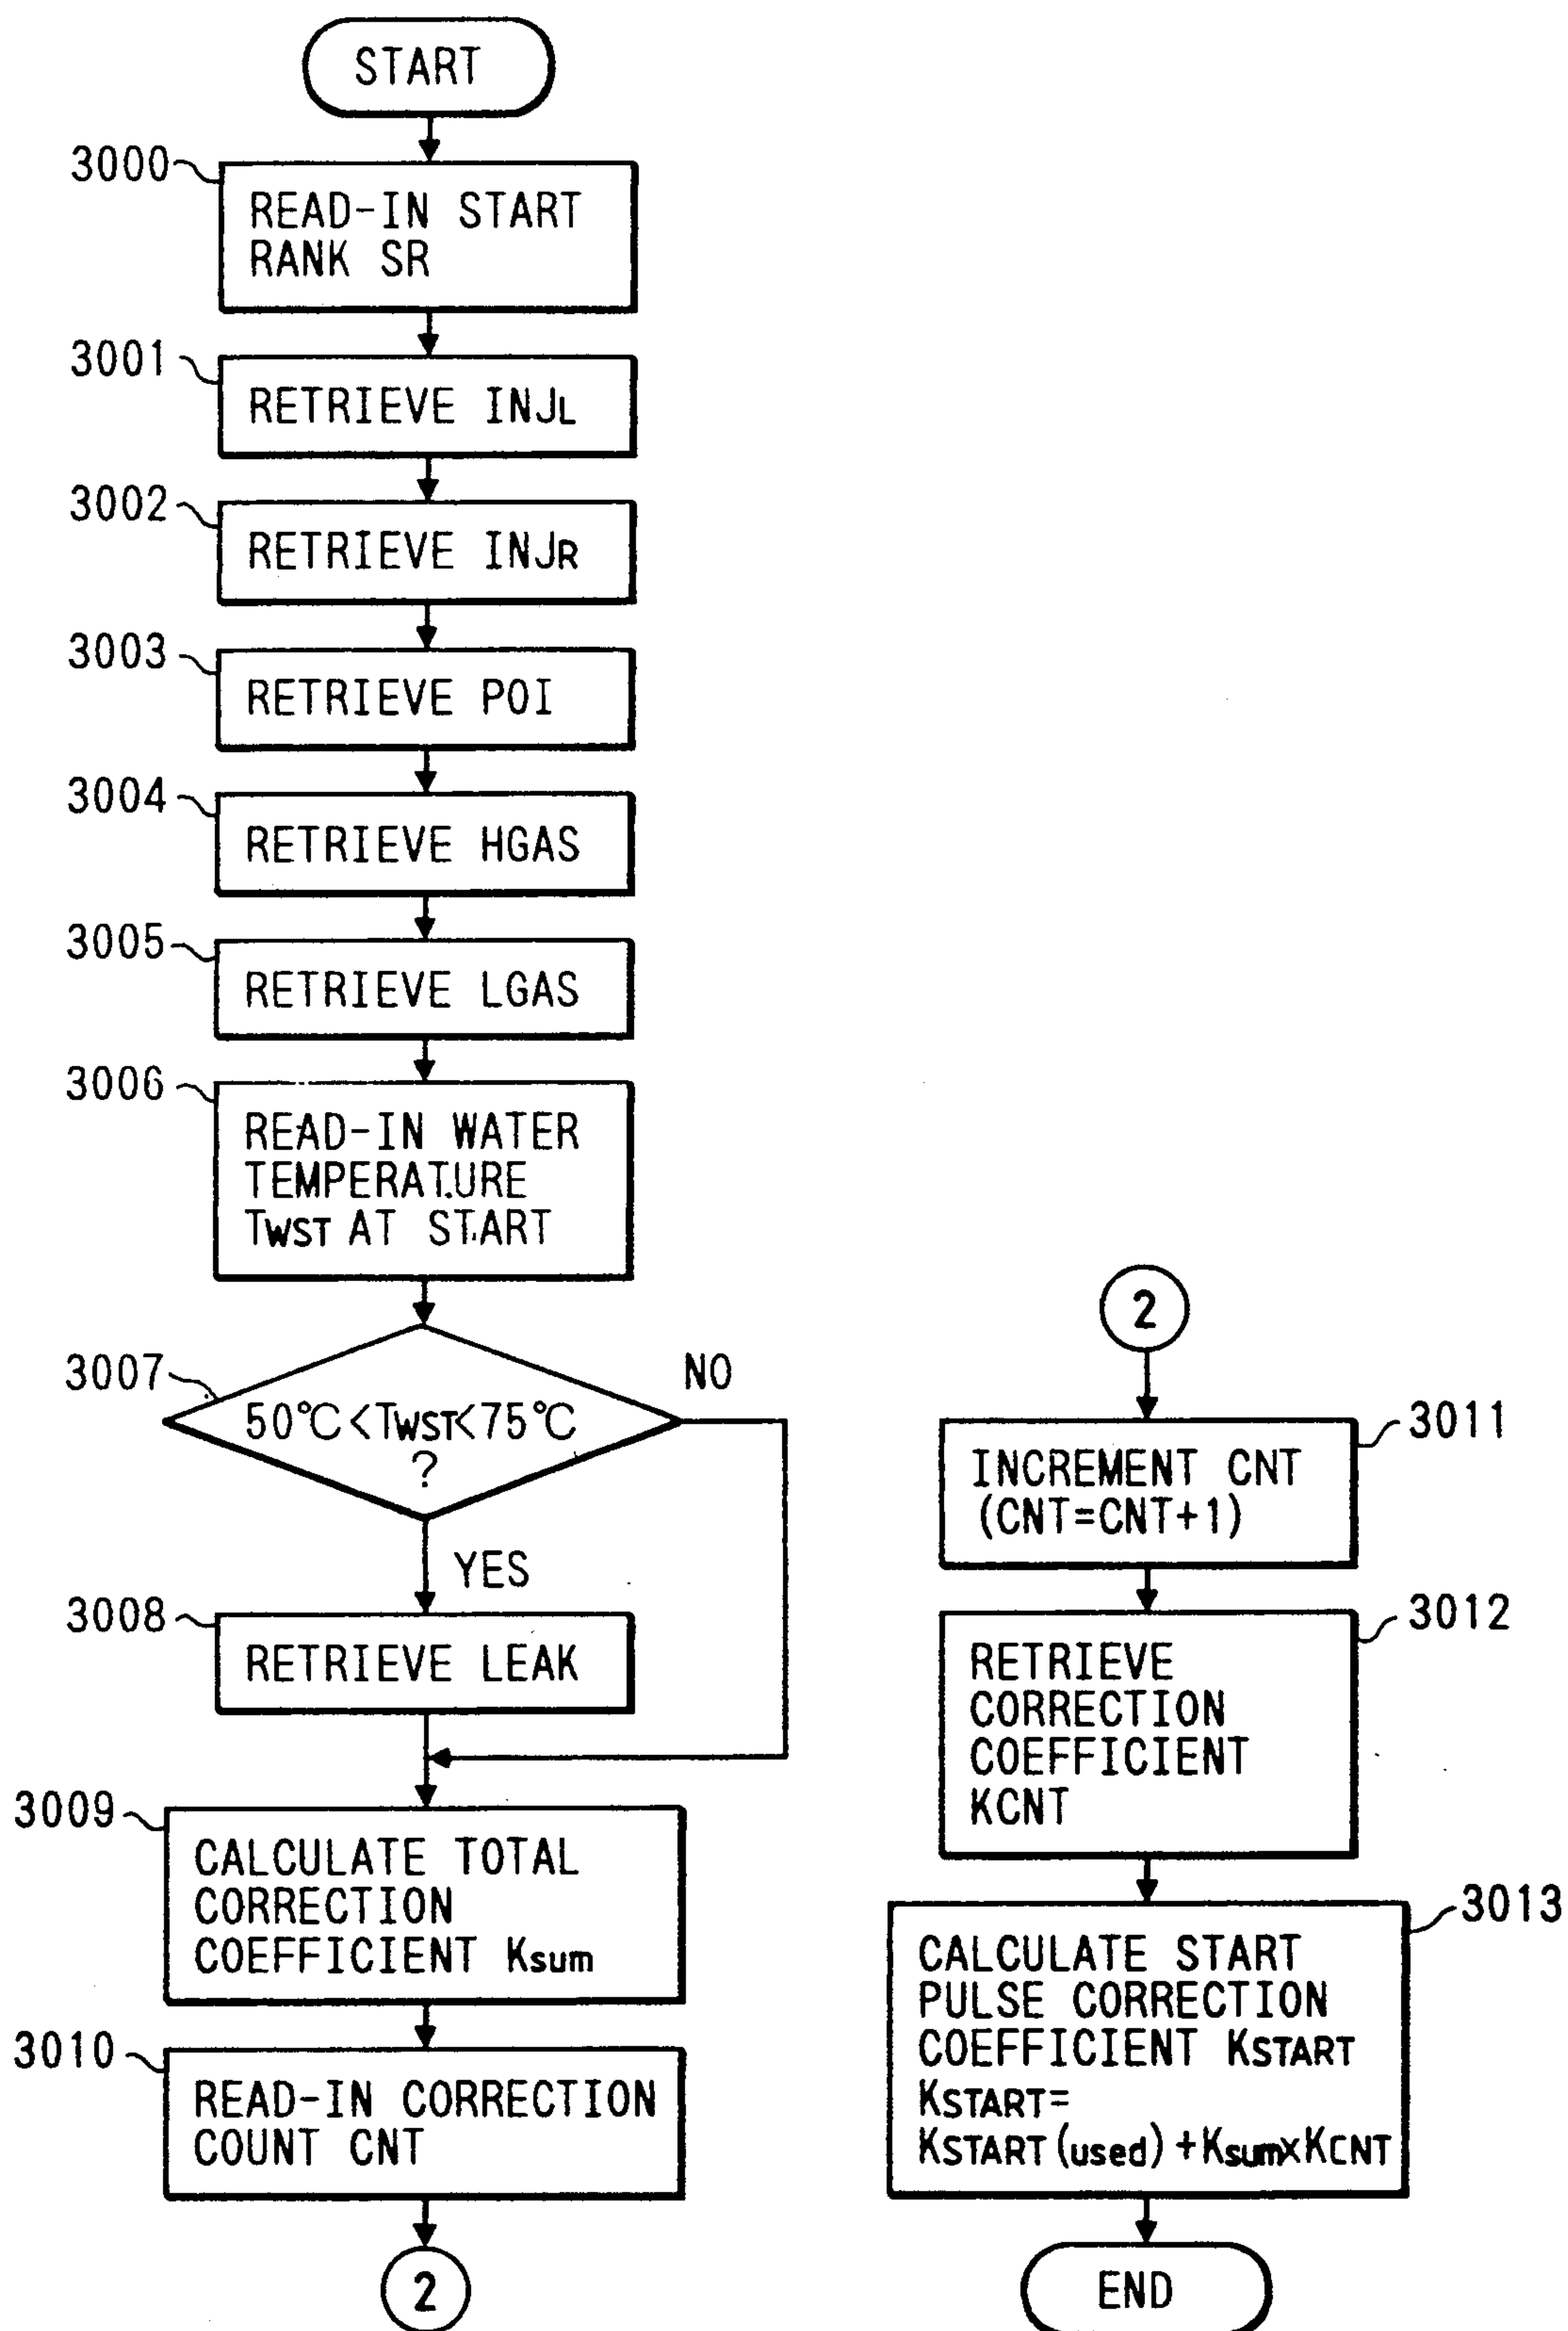 START
3000
READ-IN START
RANK SR
3001
RETRIEVE INJL
3002
RETRIEVE INJR
3003
RETRIEVE POI
3004
RETRIEVE HGAS
3005
RETRIEVE LGAS
3006
READ-IN WATER
TEMPERATURE
TWST AT START
3007
50°C<TWST<75°C
?
NO
YES
3008
RETRIEVE LEAK
3009
CALCULATE TOTAL
CORRECTION
COEFFICIENT Ksum
3010
READ-IN CORRECTION
COUNT CNT
2
2
3011
INCREMENT CNT
(CNT=CNT+1)
3012
RETRIEVE
CORRECTION
COEFFICIENT
KCNT
3013
CALCULATE START
PULSE CORRECTION
COEFFICIENT KSTART
KSTART=
KSTART(used)+Ksum×KCNT
END